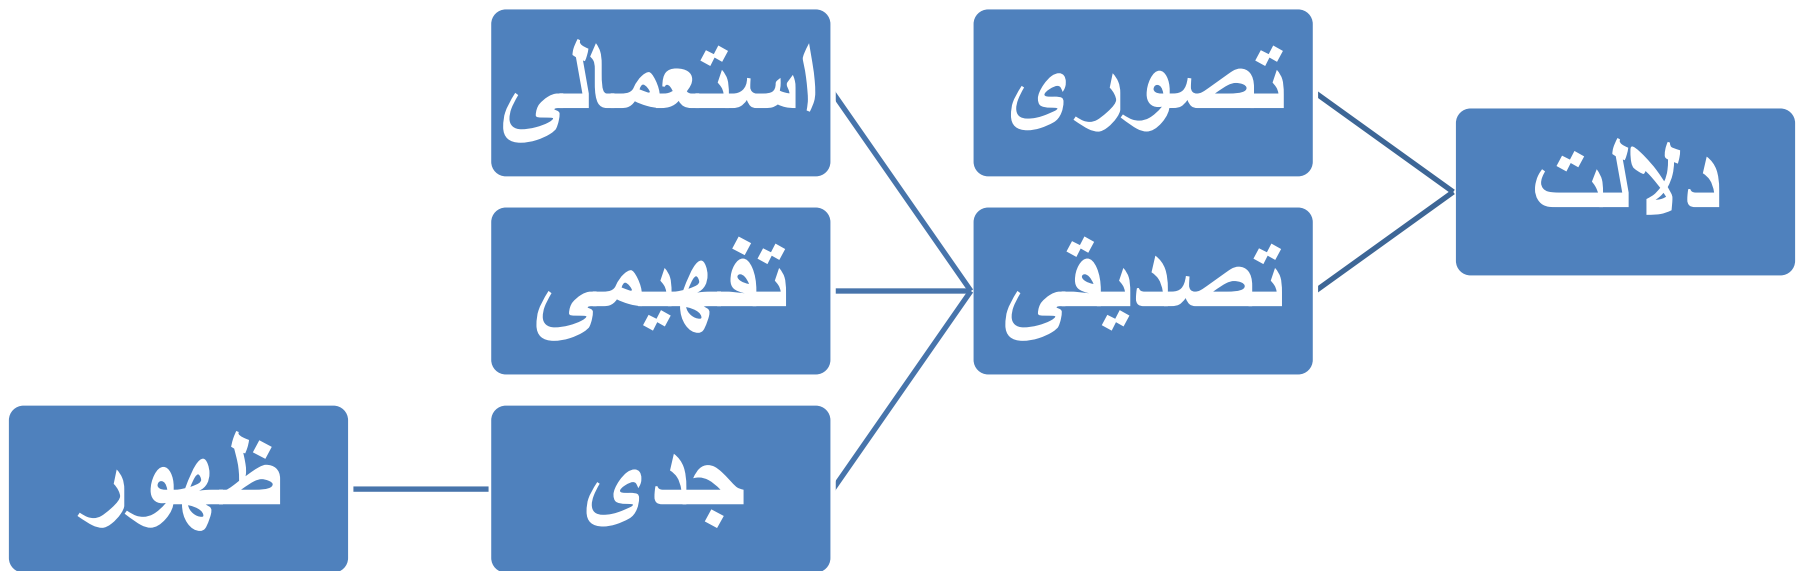 دلالت
تصوری
تصدیقی
استعمالی
تفهیمی
جدی
ظهور